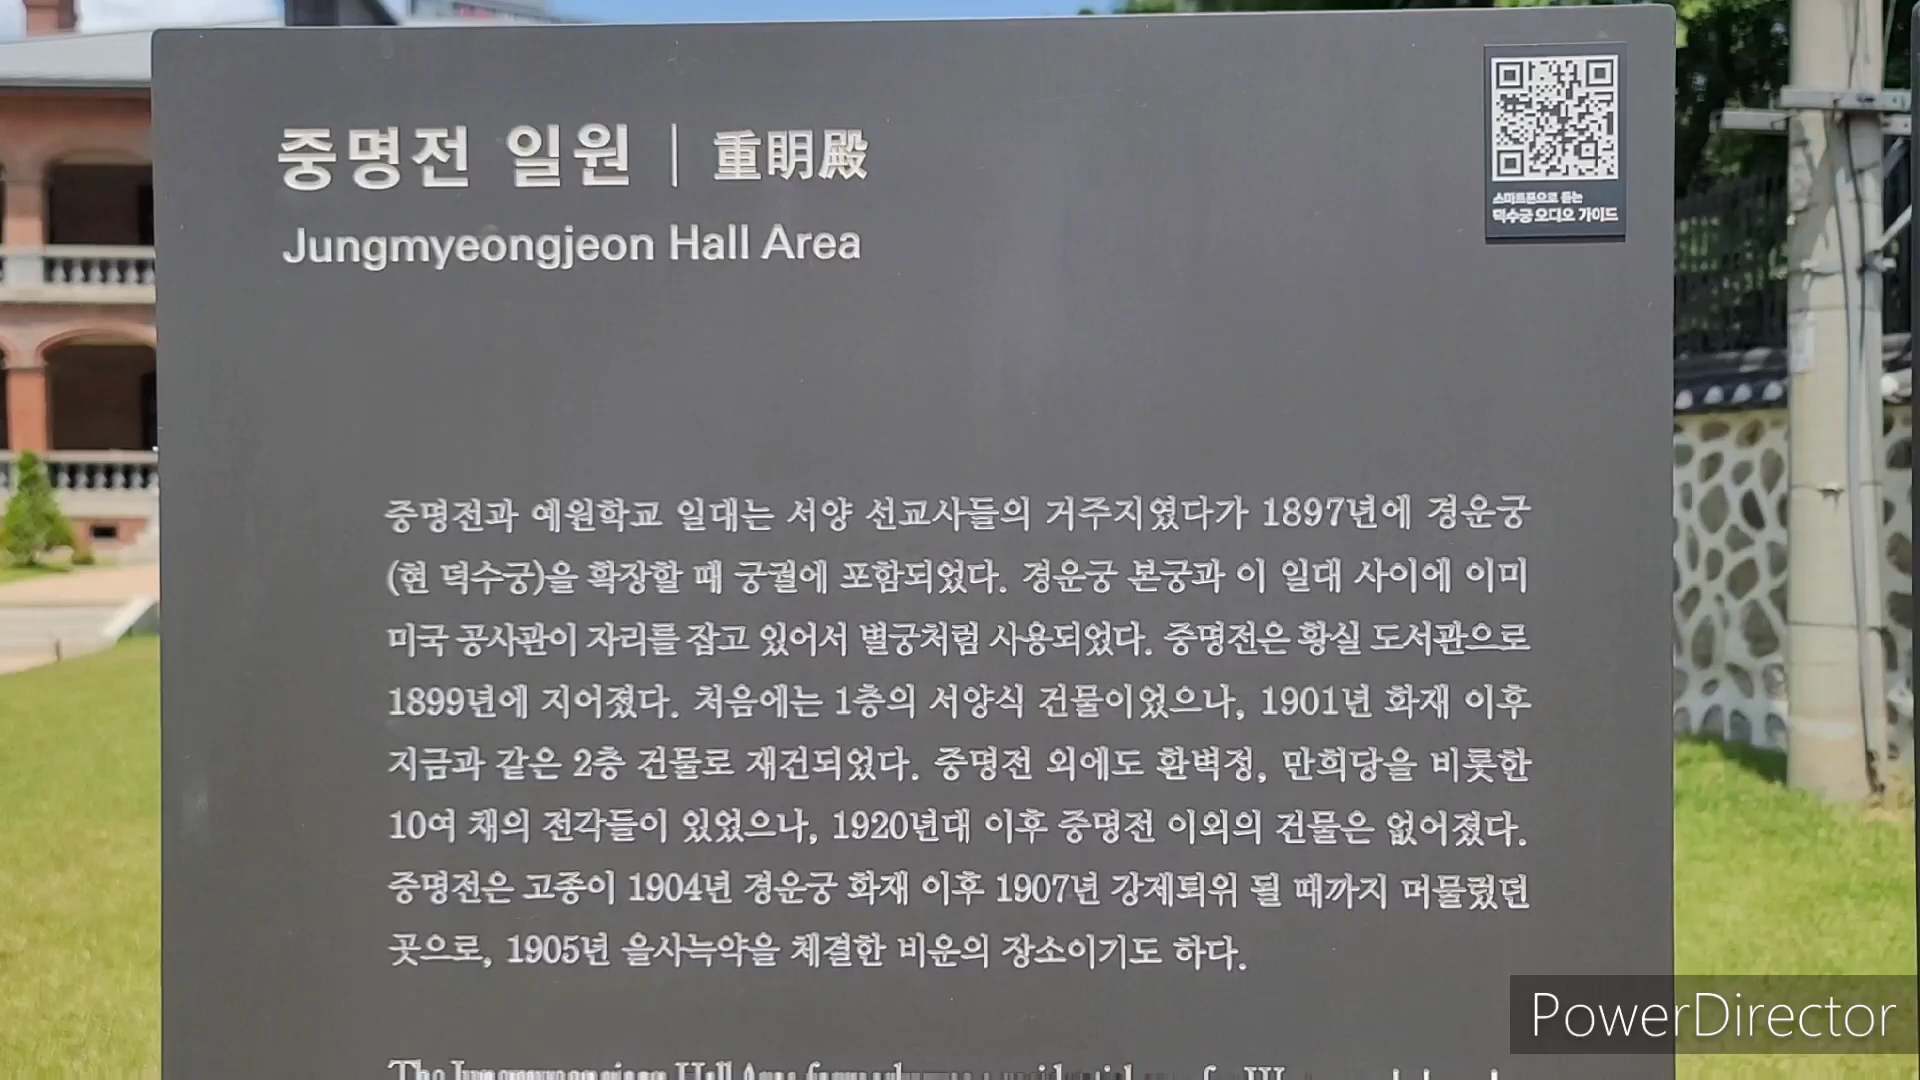 중명전 일원 | 重眀殿
Jungmyeongjeon Hall Area
스마트폰으로 듣는
덕수궁 오디오 가이드
중명전과 예원학교 일대는 서양 선교사들의 거주지였다가 1897년에 경운궁
(현 덕수궁)을 확장할 때 궁궐에 포함되었다. 경운궁 본궁과 이 일대 사이에 이미
미국 공사관이 자리를 잡고 있어서 별궁처럼 사용되었다. 중명전은 황실 도서관으로
1899년에 지어졌다. 처음에는 1층의 서양식 건물이었으나, 1901년 화재 이후
지금과 같은 2층 건물로 재건되었다. 중명전 외에도 환벽정, 만희당을 비롯한
10여 채의 전각들이 있었으나, 1920년대 이후 중명전 이외의 건물은 없어졌다.
중명전은 고종이 1904년 경운궁 화재 이후 1907년 강제퇴위 될 때까지 머물렀던
곳으로, 1905년 을사늑약을 체결한 비운의 장소이기도 하다.
The Jungmyeongjeon Hall Area
PowerDirector